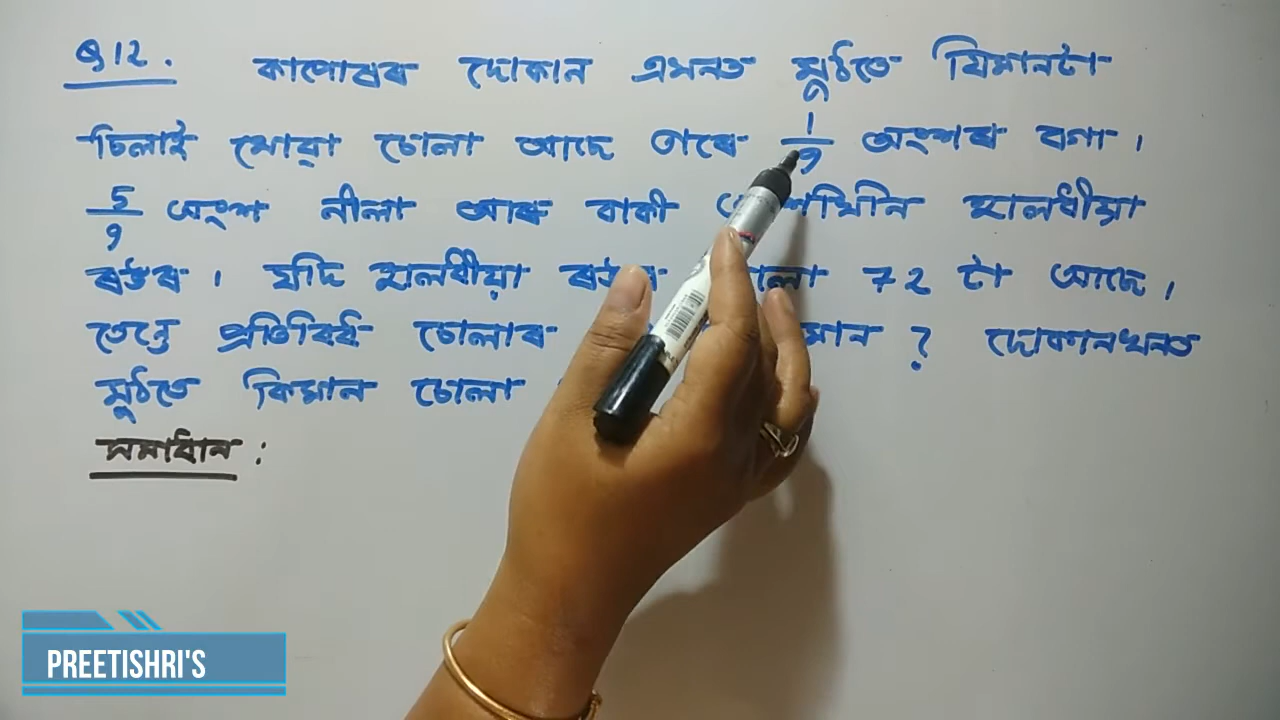 Q12. কাপোৰৰ দোকান এখনত মুঠতে যিমানটা
চিলাই থোৱা চোলা আছে তাৰে 1/9 অংশৰ বগা।
5/9 অংশ নীলা আৰু বাকী হালধীয়া
ৰঙৰ। যদি হালধীয়া ৰঙৰ 72 টা আছে,
তেন্তে প্ৰতিবিধ চোলাৰ ? দোকানখনত
মুঠতে কিমান চোলা
সমাধান :
PREETISHRI'S